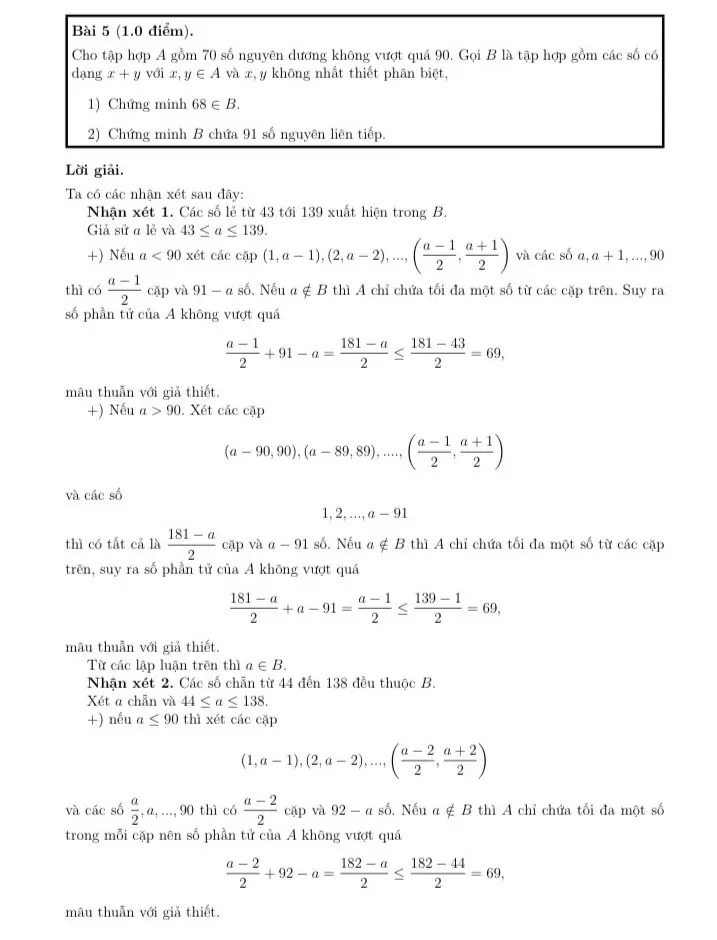 Bài 5 (1.0 điểm).
Cho tập hợp A gồm 70 số nguyên dương không vượt quá 90. Gọi B là tập hợp gồm các số có
dạng x + y với x, y ∈ A và x, y không nhất thiết phân biệt,
1) Chứng minh 68 ∈ B.
2) Chứng minh B chứa 91 số nguyên liên tiếp.
Lời giải.
Ta có các nhận xét sau đây:
Nhận xét 1. Các số lẻ từ 43 tới 139 xuất hiện trong B.
Giả sử a lẻ và 43 ≤ a ≤ 139.
+) Nếu a < 90 xét các cặp (1, a − 1), (2, a − 2), ..., ((a − 1)/2, (a + 1)/2) và các số a, a + 1, ..., 90
thì có (a − 1)/2 cặp và 91 − a số. Nếu a ∉ B thì A chỉ chứa tối đa một số từ các cặp trên. Suy ra
số phần tử của A không vượt quá
(a − 1)/2 + 91 − a = (181 − a)/2 ≤ (181 − 43)/2 = 69,
mâu thuẫn với giả thiết.
+) Nếu a > 90. Xét các cặp
(a − 90, 90), (a − 89, 89), ...., ((a − 1)/2, (a + 1)/2)
và các số
1, 2, ..., a − 91
thì có tất cả là (181 − a)/2 cặp và a − 91 số. Nếu a ∉ B thì A chỉ chứa tối đa một số từ các cặp
trên, suy ra số phần tử của A không vượt quá
(181 − a)/2 + a − 91 = (a − 1)/2 ≤ (139 − 1)/2 = 69,
mâu thuẫn với giả thiết.
Từ các lập luận trên thì a ∈ B.
Nhận xét 2. Các số chẵn từ 44 đến 138 đều thuộc B.
Xét a chẵn và 44 ≤ a ≤ 138.
+) nếu a ≤ 90 thì xét các cặp
(1, a − 1), (2, a − 2), ..., ((a − 2)/2, (a + 2)/2)
và các số a/2, a, ..., 90 thì có (a − 2)/2 cặp và 92 − a số. Nếu a ∉ B thì A chỉ chứa tối đa một số
trong mỗi cặp nên số phần tử của A không vượt quá
(a − 2)/2 + 92 − a = (182 − a)/2 ≤ (182 − 44)/2 = 69,
mâu thuẫn với giả thiết.